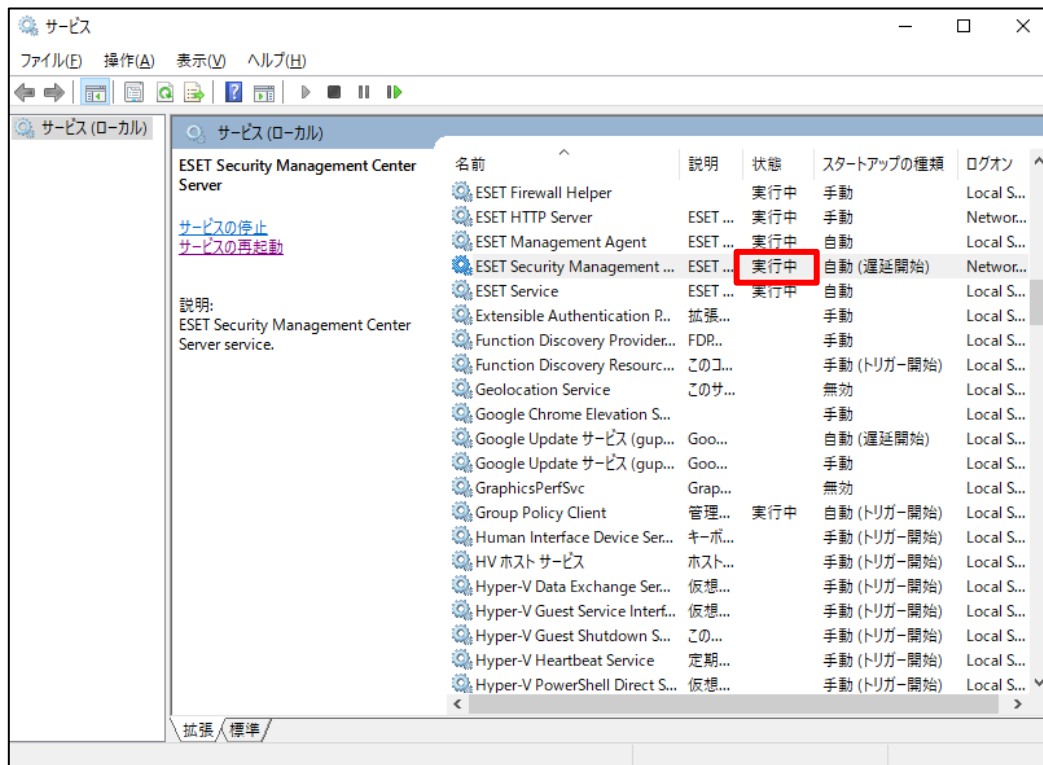 サービス
ファイル(F) 操作(A) 表示(V) ヘルプ(H)
サービス (ローカル)
サービス (ローカル)
ESET Security Management Center
Server
サービスの停止
サービスの再起動
説明:
ESET Security Management Center
Server service.
名前 説明 状態 スタートアップの種類 ログオン
ESET Firewall Helper 実行中 手動 Local S...
ESET HTTP Server ESET ... 実行中 手動 Networ...
ESET Management Agent ESET ... 実行中 自動 Local S...
ESET Security Management ... ESET ... 実行中 自動 (遅延開始) Networ...
ESET Service ESET ... 実行中 自動 Local S...
Extensible Authentication P... 拡張... 手動 Local S...
Function Discovery Provider... FDP... 手動 Local S...
Function Discovery Resourc... このコ... 手動 (トリガー開始) Local S...
Geolocation Service このサ... 無効 Local S...
Google Chrome Elevation S... 手動 Local S...
Google Update サービス (gup... Goo... 自動 (遅延開始) Local S...
Google Update サービス (gup... Goo... 手動 Local S...
GraphicsPerfSvc Grap... 無効 Local S...
Group Policy Client 管理... 実行中 自動 (トリガー開始) Local S...
Human Interface Device Ser... キーボ... 手動 (トリガー開始) Local S...
HV ホスト サービス ホスト... 手動 (トリガー開始) Local S...
Hyper-V Data Exchange Ser... 仮想... 手動 (トリガー開始) Local S...
Hyper-V Guest Service Interf... 仮想... 手動 (トリガー開始) Local S...
Hyper-V Guest Shutdown S... この... 手動 (トリガー開始) Local S...
Hyper-V Heartbeat Service 定期... 手動 (トリガー開始) Local S...
Hyper-V PowerShell Direct S... 仮想... 手動 (トリガー開始) Local S...
拡張 標準